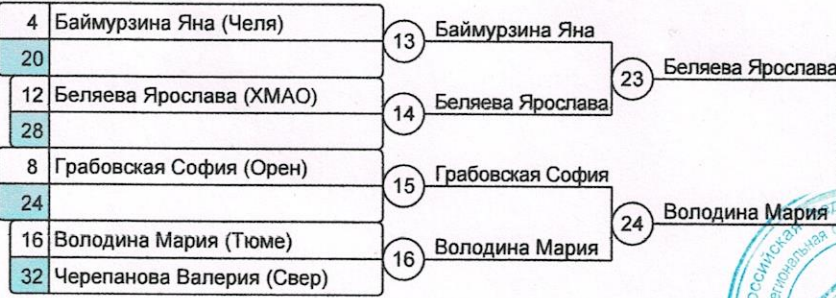 4 Баймурзина Яна (Челя)
20
12 Беляева Ярослава (ХМАО)
28
8 Грабовская София (Орен)
24
16 Володина Мария (Тюме)
32 Черепанова Валерия (Свер)
13 Баймурзина Яна
14 Беляева Ярослава
15 Грабовская София
16 Володина Мария
23 Беляева Ярослава
24 Володина Мария